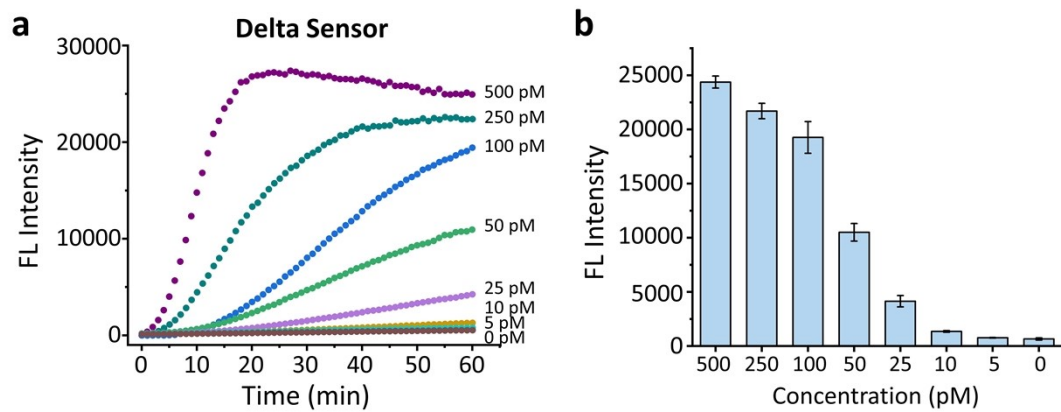 a
Delta Sensor
FL Intensity
30000
20000
10000
0
0 10 20 30 40 50 60
Time (min)
500 pM
250 pM
100 pM
50 pM
25 pM
10 pM
5 pM
0 pM
b
FL Intensity
25000
20000
15000
10000
5000
0
500 250 100 50 25 10 5 0
Concentration (pM)